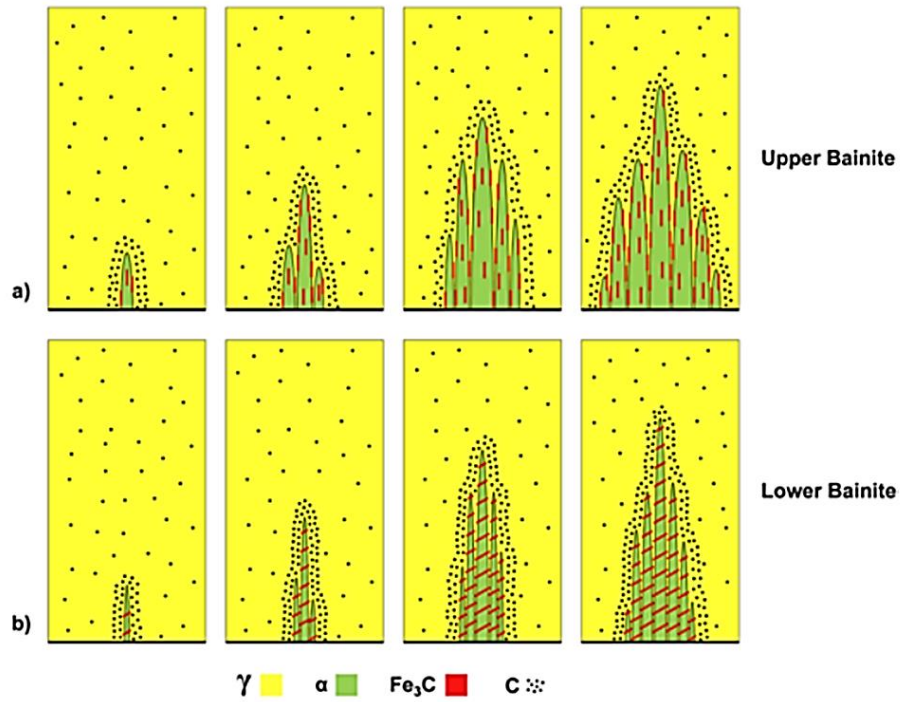 Upper Bainite
a)
Lower Bainite
b)
γ α Fe₃C C